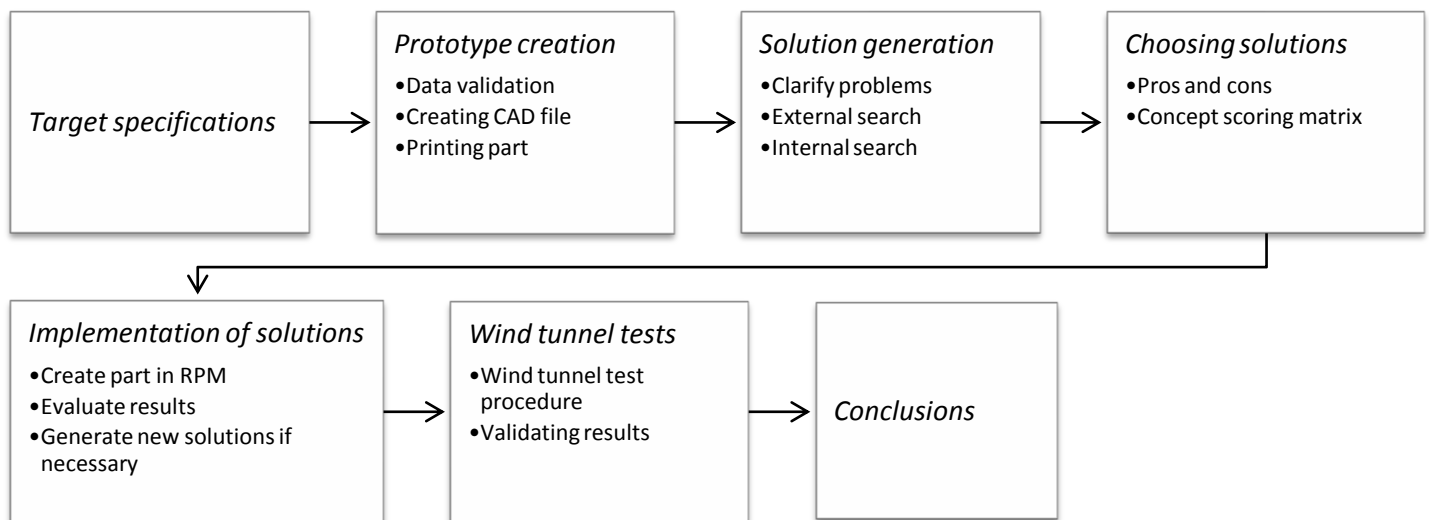 Target specifications
Prototype creation
•Data validation
•Creating CAD file
•Printing part
Solution generation
•Clarify problems
•External search
•Internal search
Choosing solutions
•Pros and cons
•Concept scoring matrix
Implementation of solutions
•Create part in RPM
•Evaluate results
•Generate new solutions if
necessary
Wind tunnel tests
•Wind tunnel test
procedure
•Validating results
Conclusions